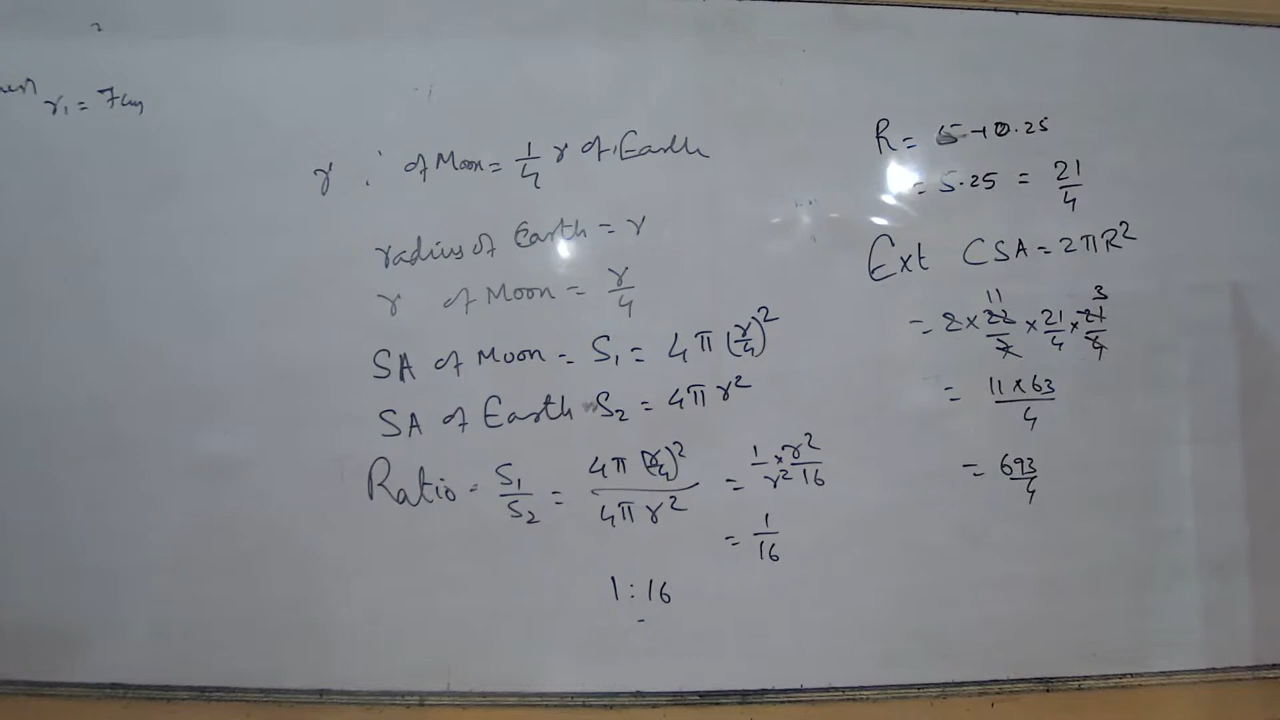 r₁ = 7cm
r of Moon = 1/4 r of Earth
radius of Earth = r
r of Moon = r/4
SA of Moon = S₁ = 4π(r/4)²
SA of Earth S₂ = 4πr²
Ratio = S₁/S₂ = 4π(r/4)²/4πr² = 1/r² × r²/16
= 1/16
1:16
R = 5+0.25
= 5.25 = 21/4
Ext CSA = 2πR²
11 3
= 2 × 22/7 × 21/4 × 21/4
= 11×63/4
= 693/4